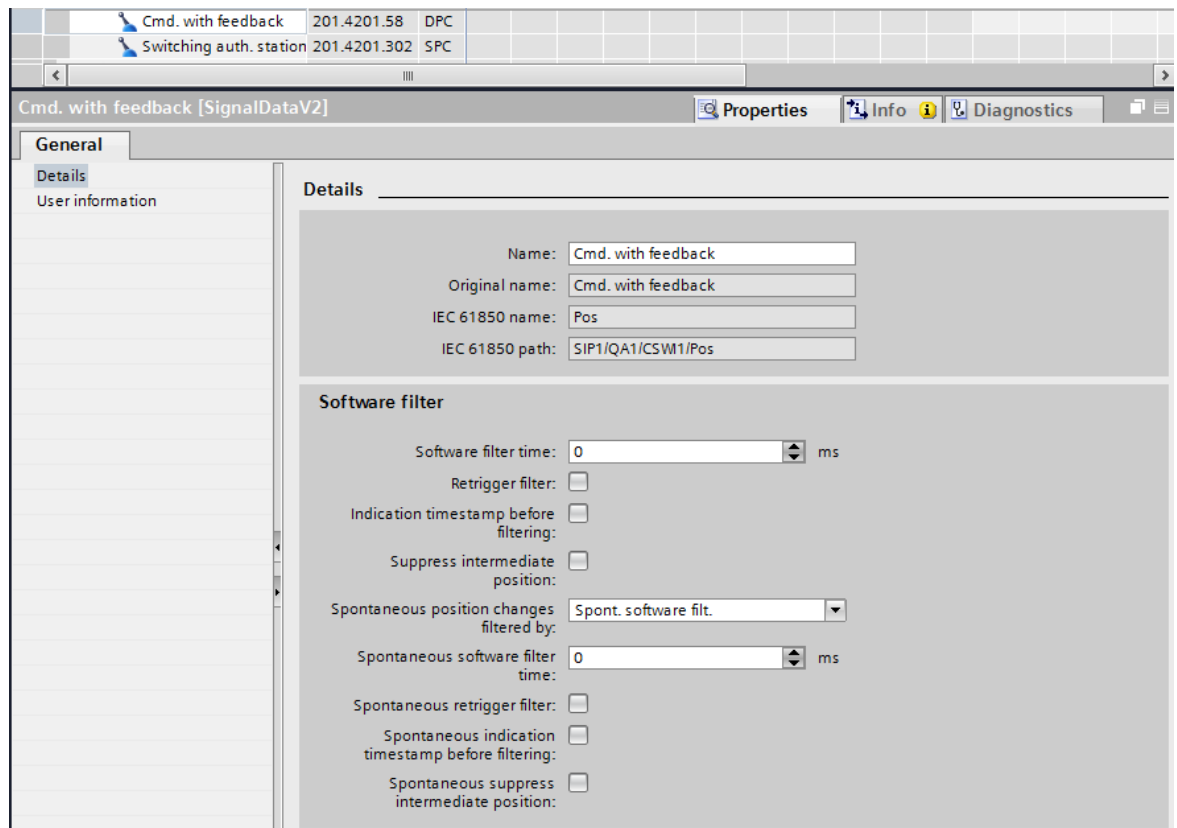 Cmd. with feedback 201.4201.58 DPC
Switching auth. station 201.4201.302 SPC
Cmd. with feedback [SignalDataV2] Properties Info Diagnostics
General
Details
User information
Details
Name: Cmd. with feedback
Original name: Cmd. with feedback
IEC 61850 name: Pos
IEC 61850 path: SIP1/QA1/CSWI1/Pos
Software filter
Software filter time: 0 ms
Retrigger filter:
Indication timestamp before
filtering:
Suppress intermediate
position:
Spontaneous position changes
filtered by: Spont. software filt.
Spontaneous software filter
time: 0 ms
Spontaneous retrigger filter:
Spontaneous indication
timestamp before filtering:
Spontaneous suppress
intermediate position: